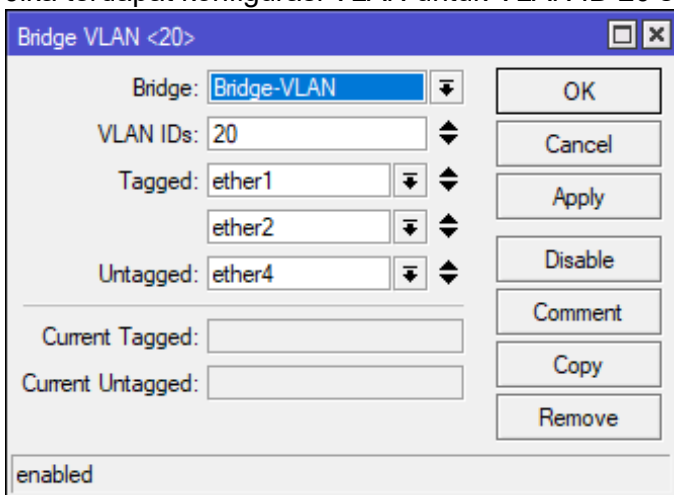 Bridge VLAN <20>
Bridge: Bridge-VLAN
VLAN IDs: 20
Tagged: ether1
ether2
Untagged: ether4
Current Tagged:
Current Untagged:
OK
Cancel
Apply
Disable
Comment
Copy
Remove
enabled